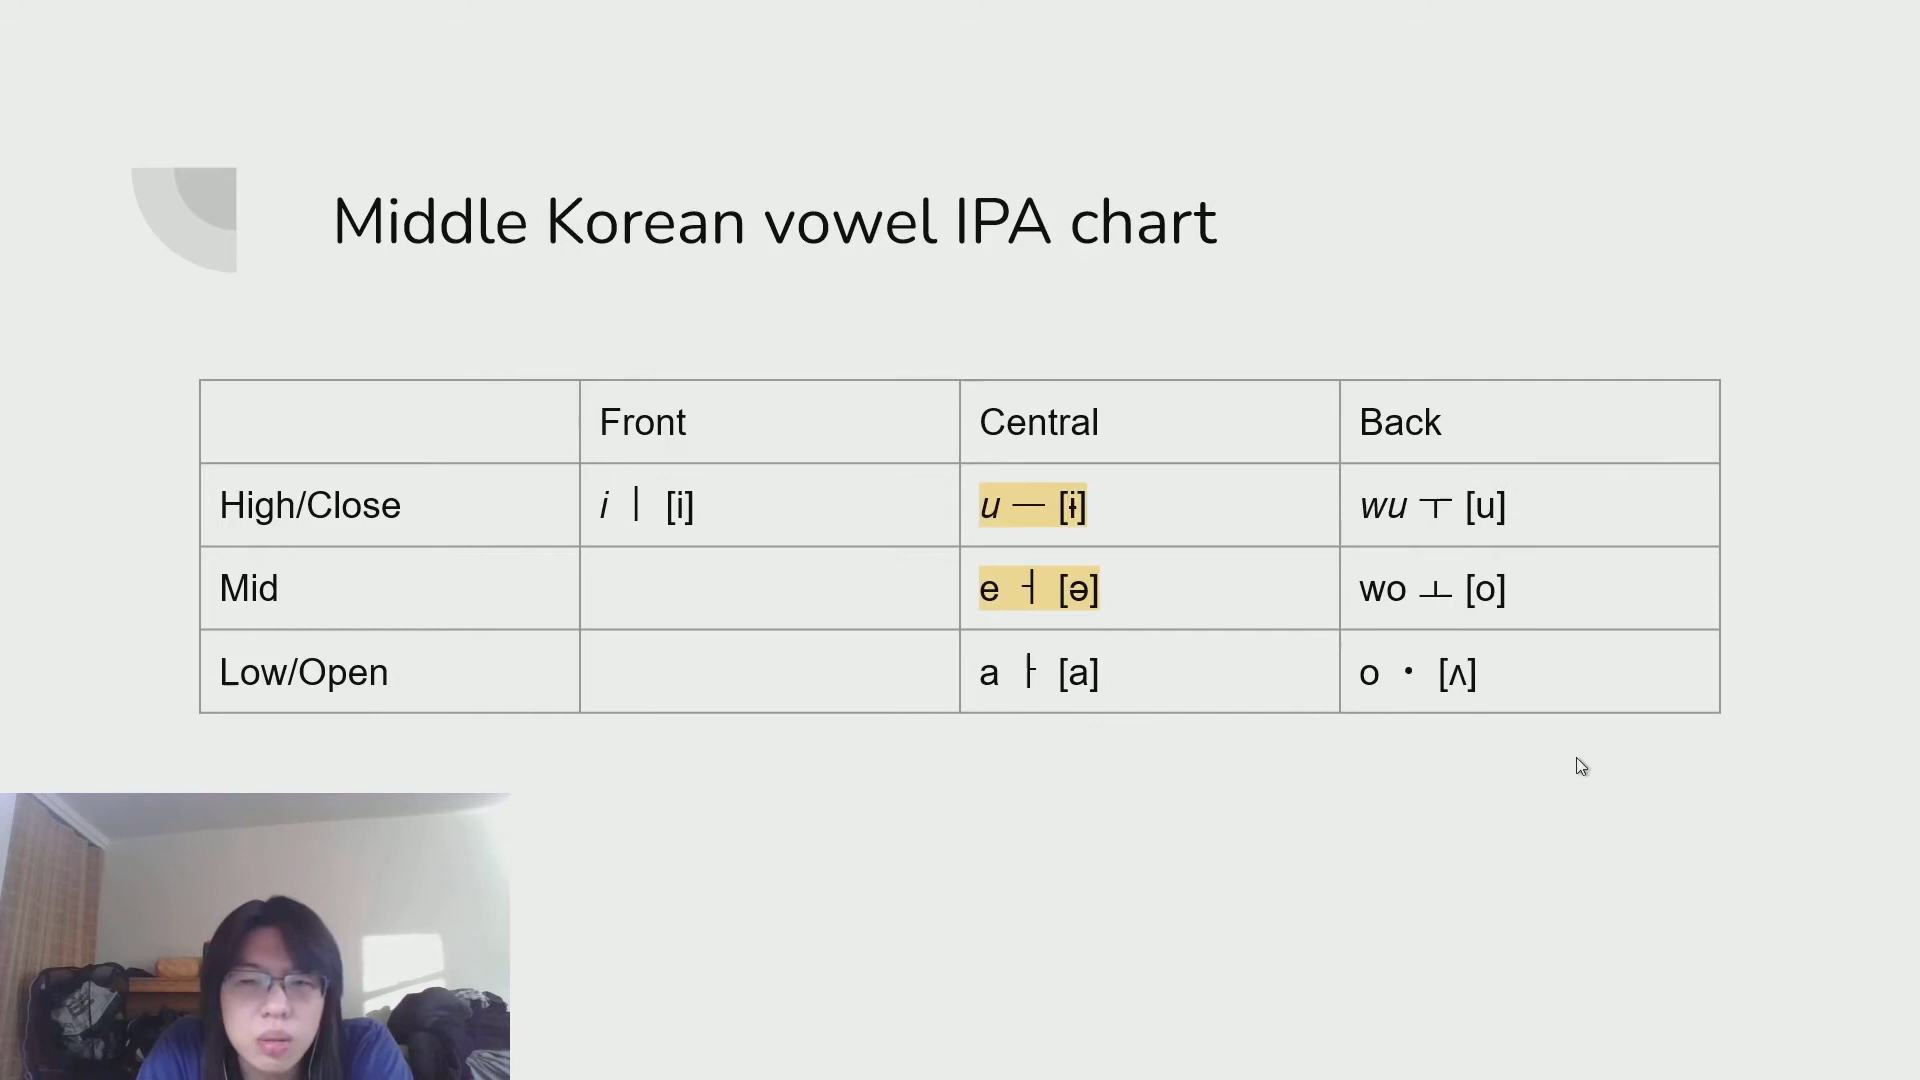 Middle Korean vowel IPA chart
Front Central Back
High/Close i ㅣ [i] u ㅡ [ɨ] wu ㅜ [u]
Mid e ㅓ [ə] wo ㅗ [o]
Low/Open a ㅏ [a] o ㆍ [ʌ]